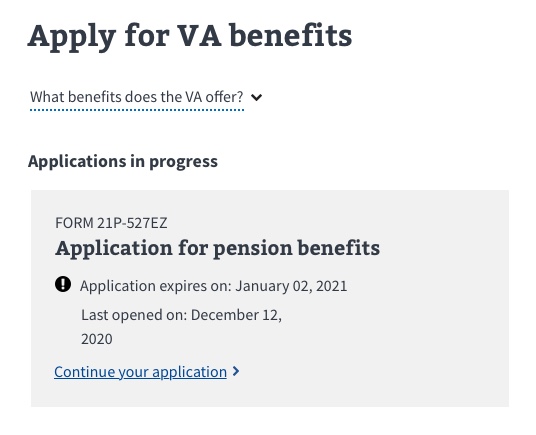 Apply for VA benefits
What benefits does the VA offer?
Applications in progress
FORM 21P-527EZ
Application for pension benefits
Application expires on: January 02, 2021
Last opened on: December 12,
2020
Continue your application